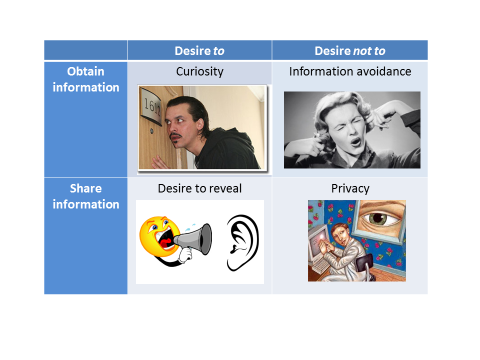 Desire to
Desire not to
Obtain
information
Curiosity
Information avoidance
Share
information
Desire to reveal
Privacy